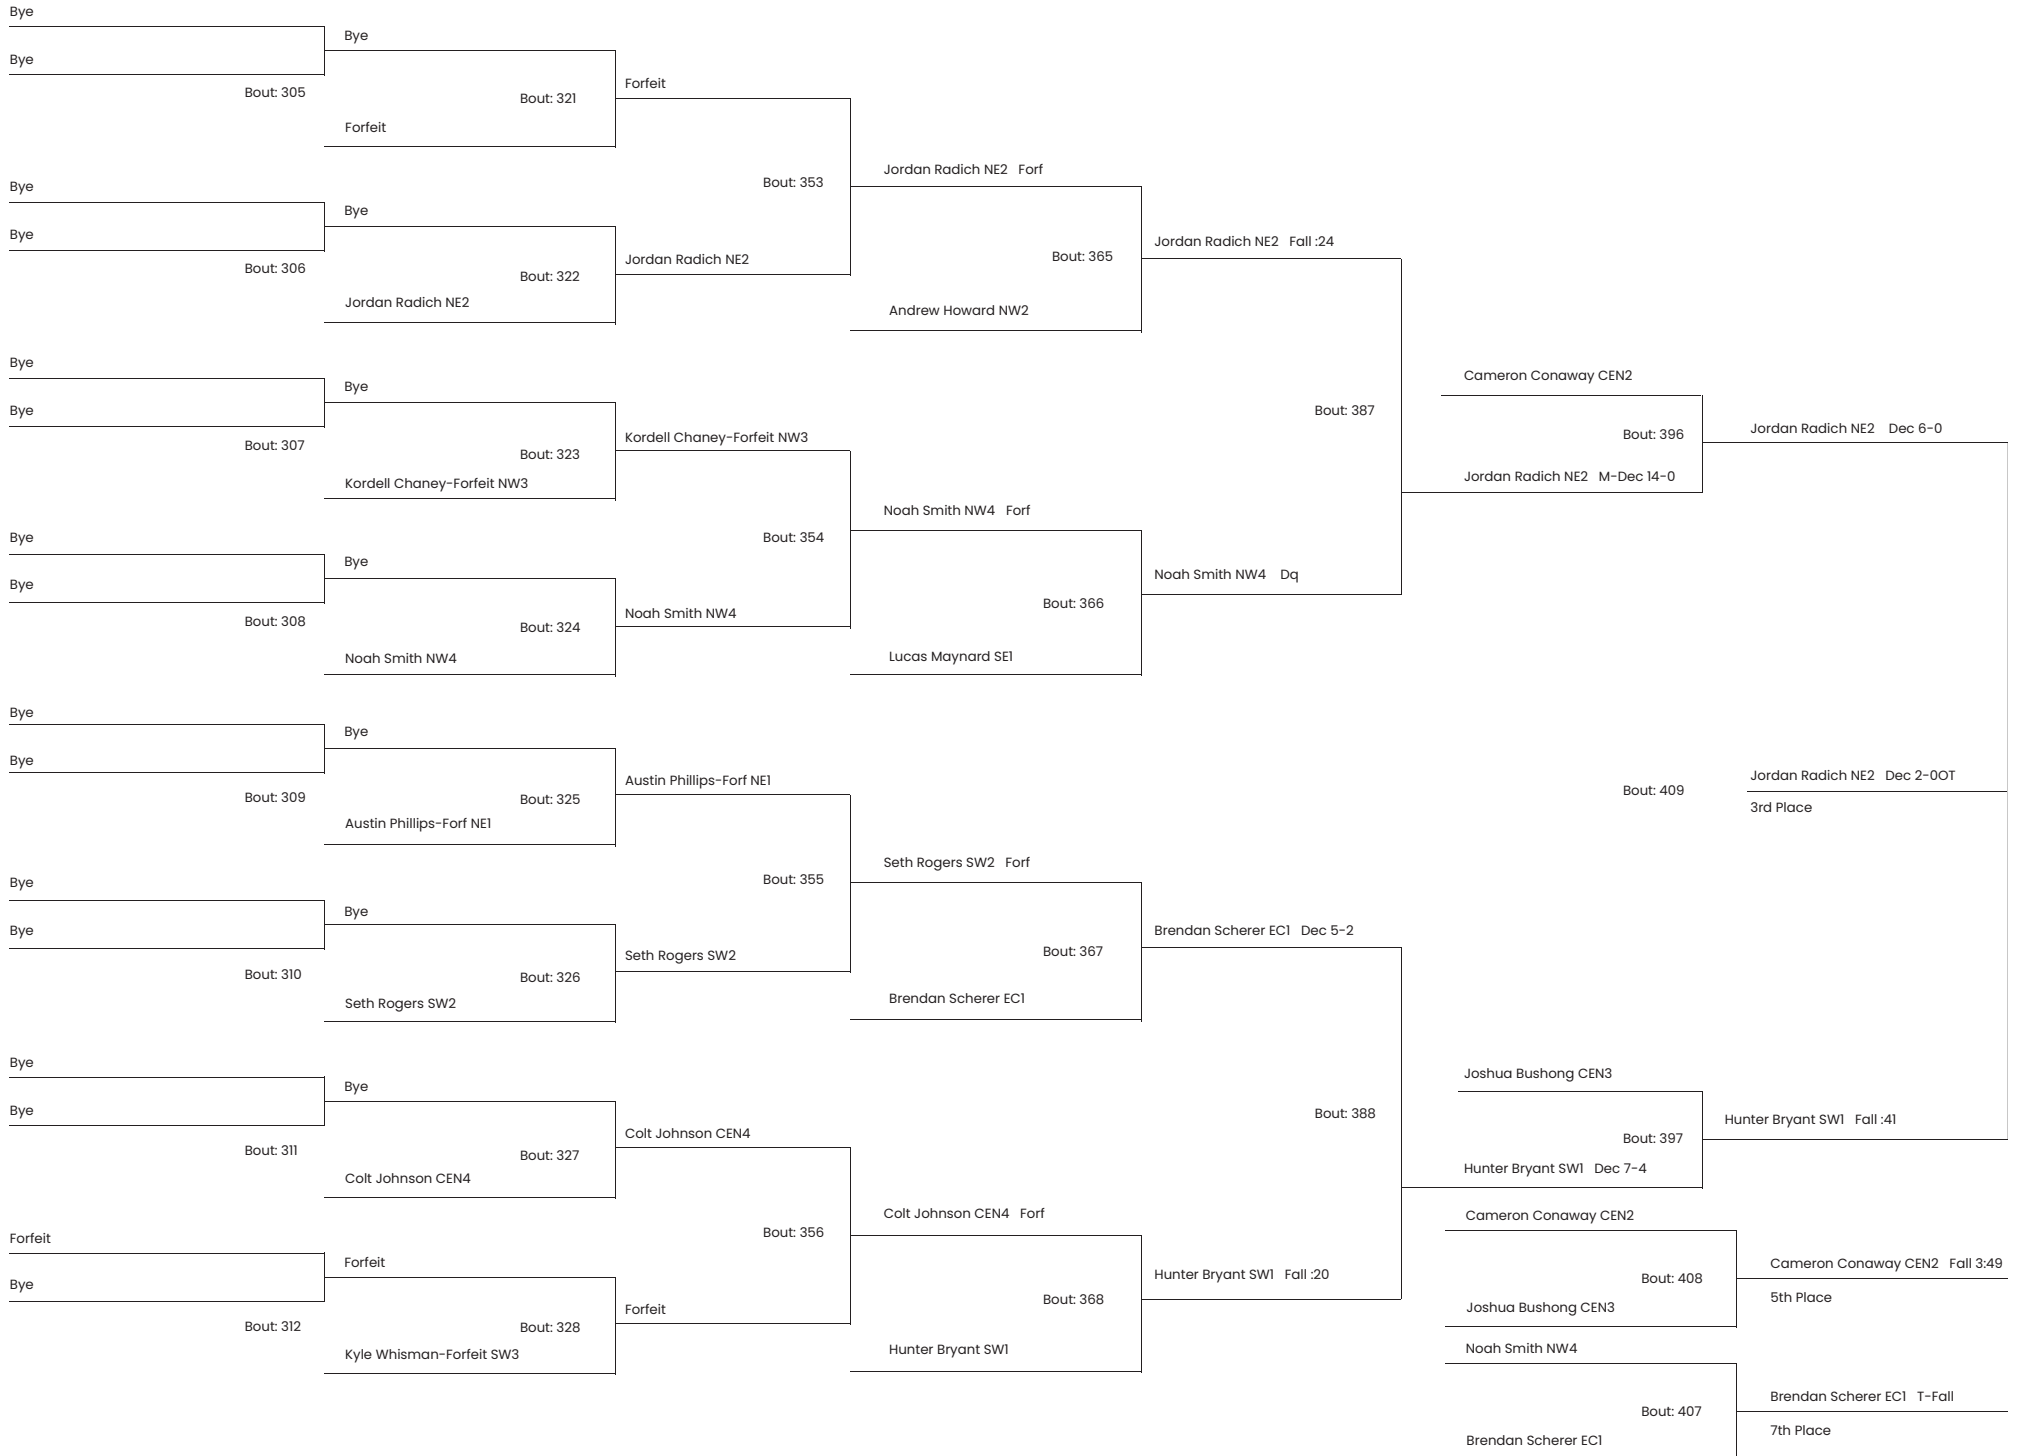 Bye
Bye
Bout: 305
Bye
Bout: 321
Forfeit
Forfeit
Bye
Bye
Bout: 306
Bye
Bout: 322
Jordan Radich NE2
Jordan Radich NE2
Bout: 353
Jordan Radich NE2 Forf
Bout: 365
Andrew Howard NW2
Jordan Radich NE2 Fall :24
Bye
Bye
Bout: 307
Bye
Bout: 323
Kordell Chaney-Forfeit NW3
Kordell Chaney-Forfeit NW3
Bye
Bye
Bout: 308
Bye
Bout: 324
Noah Smith NW4
Noah Smith NW4
Bout: 354
Noah Smith NW4 Forf
Bout: 366
Lucas Maynard SE1
Noah Smith NW4 Dq
Bout: 387
Cameron Conaway CEN2
Bout: 396
Jordan Radich NE2 M-Dec 14-0
Jordan Radich NE2 Dec 6-0
Bye
Bye
Bout: 309
Bye
Bout: 325
Austin Phillips-Forf NE1
Austin Phillips-Forf NE1
Bye
Bye
Bout: 310
Bye
Bout: 326
Seth Rogers SW2
Seth Rogers SW2
Bout: 355
Seth Rogers SW2 Forf
Bout: 367
Brendan Scherer EC1
Brendan Scherer EC1 Dec 5-2
Bout: 409
Jordan Radich NE2 Dec 2-0OT
3rd Place
Bye
Bye
Bout: 311
Bye
Bout: 327
Colt Johnson CEN4
Colt Johnson CEN4
Forfeit
Bye
Bout: 312
Forfeit
Bout: 328
Kyle Whisman-Forfeit SW3
Forfeit
Bout: 356
Colt Johnson CEN4 Forf
Bout: 368
Hunter Bryant SW1
Hunter Bryant SW1 Fall :20
Bout: 388
Joshua Bushong CEN3
Bout: 397
Hunter Bryant SW1 Dec 7-4
Hunter Bryant SW1 Fall :41
Cameron Conaway CEN2
Bout: 408
Joshua Bushong CEN3
Cameron Conaway CEN2 Fall 3:49
5th Place
Noah Smith NW4
Bout: 407
Brendan Scherer EC1
Brendan Scherer EC1 T-Fall
7th Place